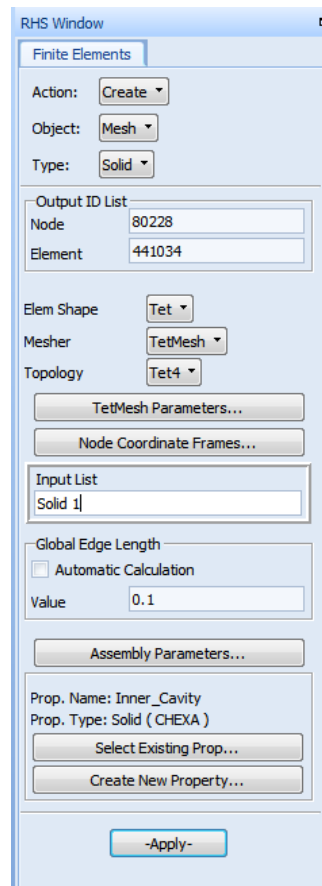 RHS Window
Finite Elements
Action: Create
Object: Mesh
Type: Solid
Output ID List
Node 80228
Element 441034
Elem Shape Tet
Mesher TetMesh
Topology Tet4
TetMesh Parameters...
Node Coordinate Frames...
Input List
Solid 1
Global Edge Length
Automatic Calculation
Value 0.1
Assembly Parameters...
Prop. Name: Inner_Cavity
Prop. Type: Solid ( CHEXA )
Select Existing Prop...
Create New Property...
-Apply-